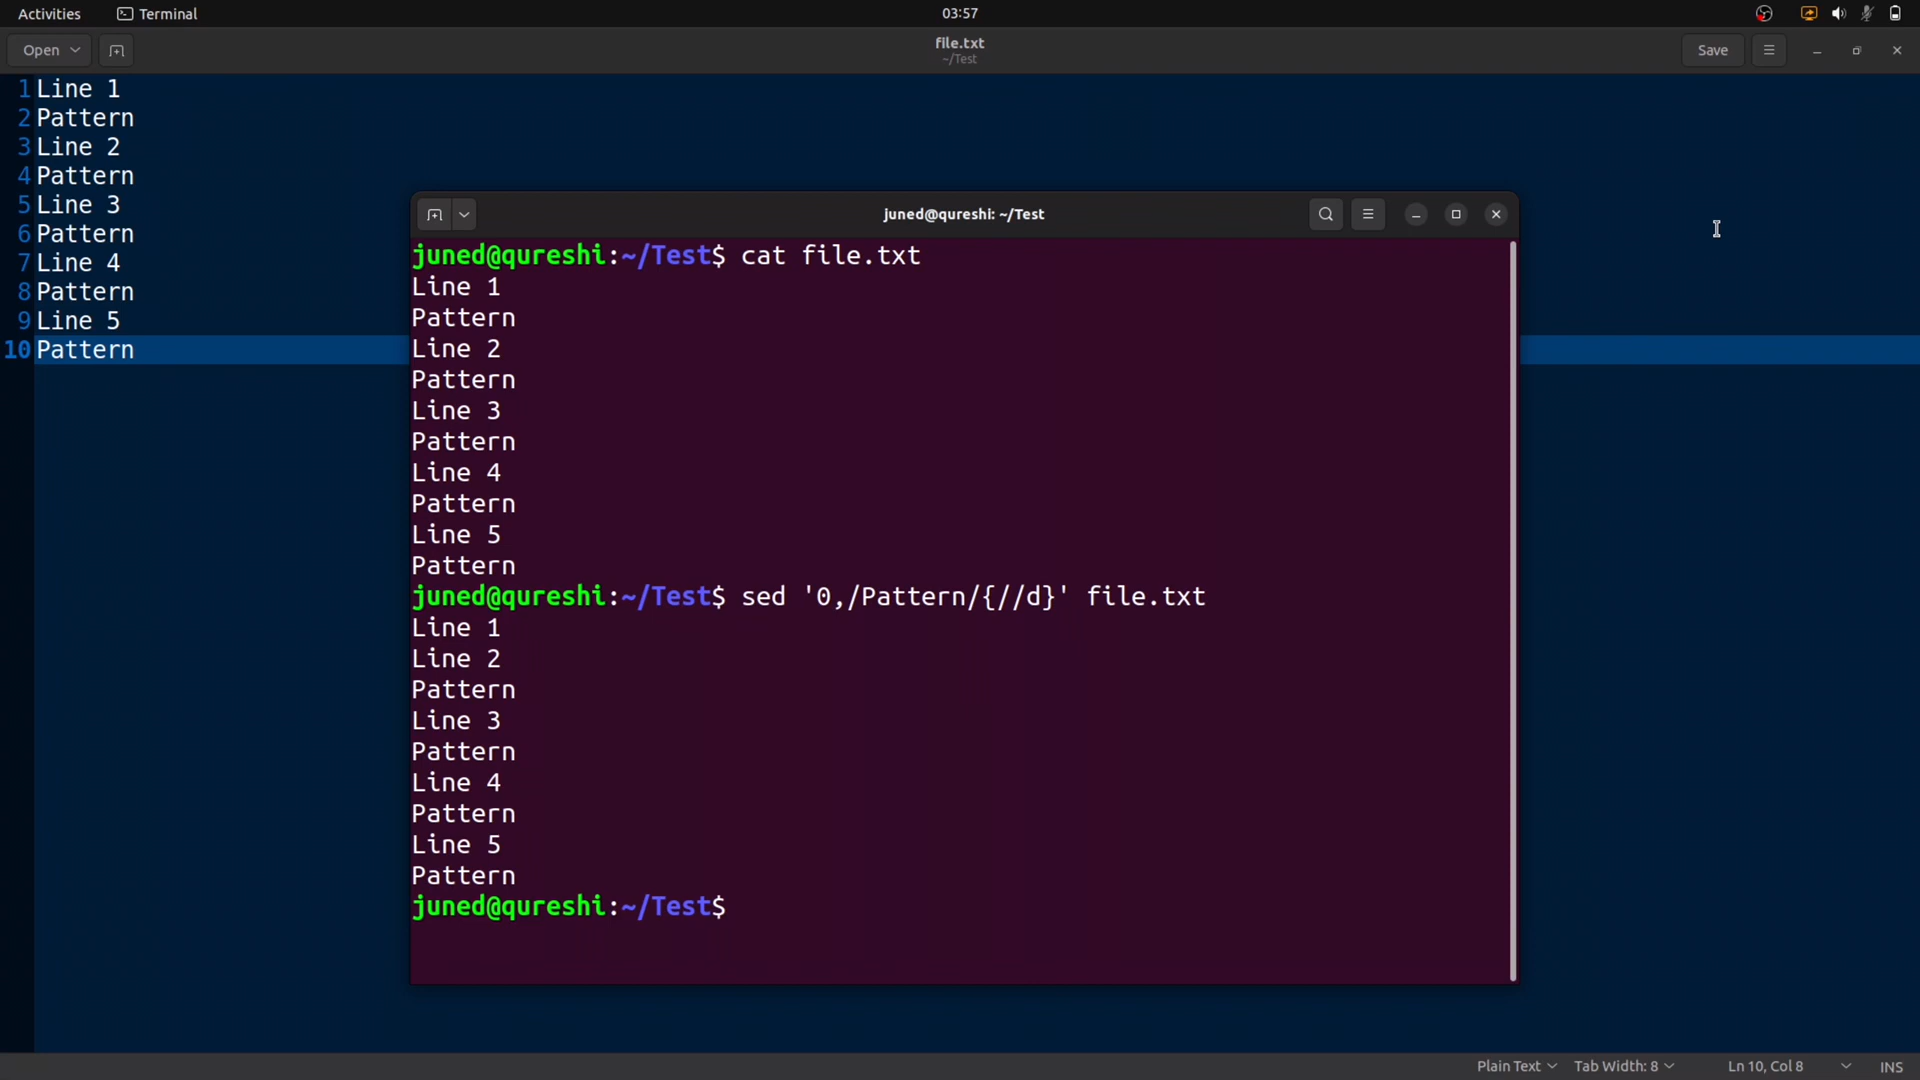 Activities Terminal 03:57
Open file.txt Save
~/Test
1 Line 1
2 Pattern
3 Line 2
4 Pattern
5 Line 3
6 Pattern
7 Line 4
8 Pattern
9 Line 5
10 Pattern
juned@qureshi: ~/Test
juned@qureshi:~/Test$ cat file.txt
Line 1
Pattern
Line 2
Pattern
Line 3
Pattern
Line 4
Pattern
Line 5
Pattern
juned@qureshi:~/Test$ sed '0,/Pattern/{//d}' file.txt
Line 1
Line 2
Pattern
Line 3
Pattern
Line 4
Pattern
Line 5
Pattern
juned@qureshi:~/Test$
Plain Text Tab Width: 8 Ln 10, Col 8 INS